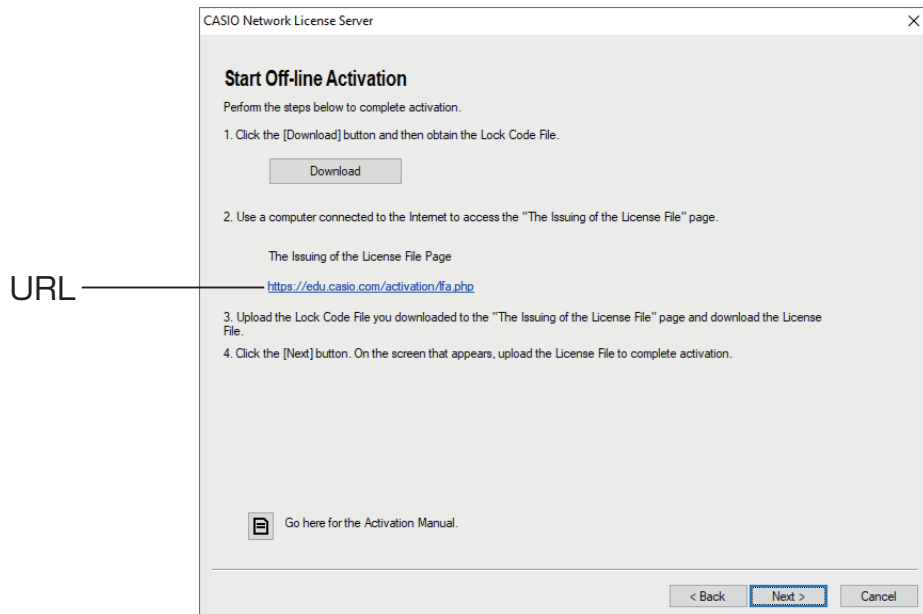 CASIO Network License Server
Start Off-line Activation
Perform the steps below to complete activation.
1. Click the [Download] button and then obtain the Lock Code File.
Download
2. Use a computer connected to the Internet to access the "The Issuing of the License File" page.
The Issuing of the License File Page
URL
https://edu.casio.com/activation/lfa.php
3. Upload the Lock Code File you downloaded to the "The Issuing of the License File" page and download the License
File.
4. Click the [Next] button. On the screen that appears, upload the License File to complete activation.
Go here for the Activation Manual.
< Back Next > Cancel